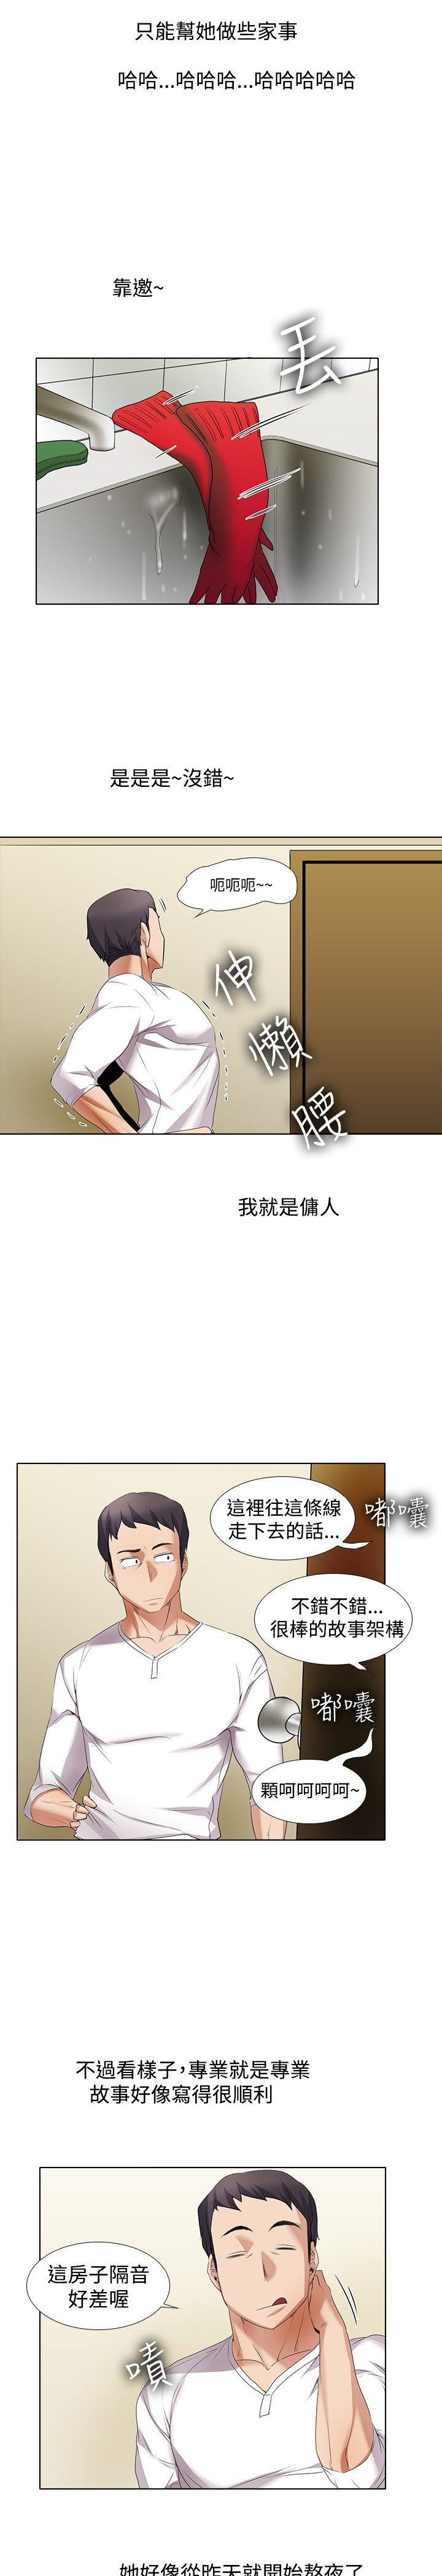 只能幫她做些家事
哈哈...哈哈哈...哈哈哈哈哈
靠邀~
丟
是是是~沒錯~
呃呃呃~~
伸
懶
腰
我就是傭人
這裡往這條線
走下去的話...
嘟囔
不錯不錯...
很棒的故事架構
嘟囔
顆呵呵呵呵~
不過看樣子，專業就是專業
故事好像寫得很順利
這房子隔音
好差喔
嘖
她好像從昨天就開始熬夜了